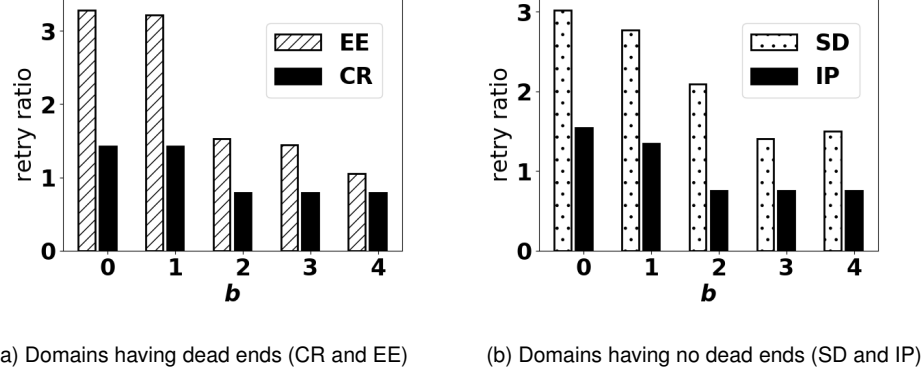 3
2
1
0
retry ratio
EE
CR
0 1 2 3 4
b
3
2
1
0
retry ratio
SD
IP
0 1 2 3 4
b
a) Domains having dead ends (CR and EE)
(b) Domains having no dead ends (SD and IP)